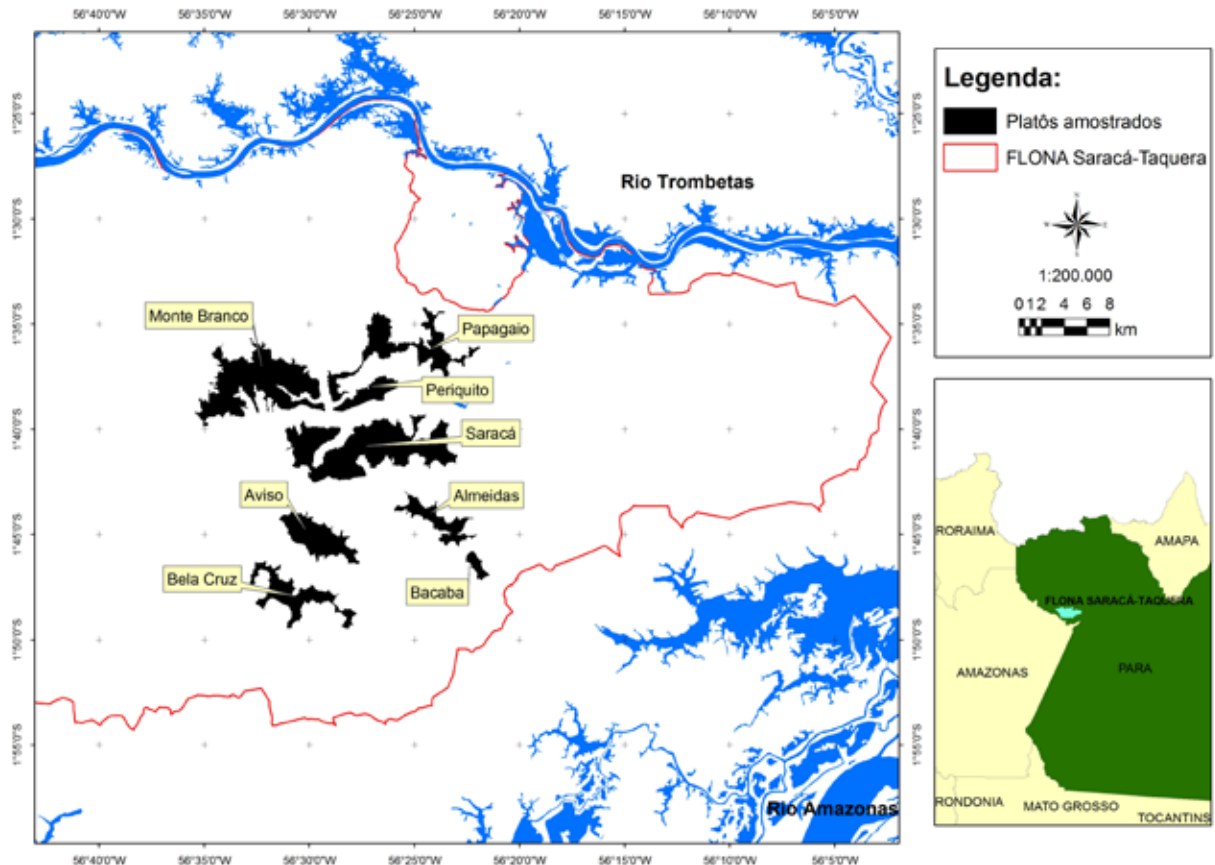 56°40'0"W 56°35'0"W 56°30'0"W 56°25'0"W 56°20'0"W 56°15'0"W 56°10'0"W 56°5'0"W
1°25'0"S 1°25'0"S
Rio Trombetas
1°30'0"S 1°30'0"S
1°35'0"S 1°35'0"S
Monte Branco
Papagaio
Periquito
1°40'0"S 1°40'0"S
Saracá
Aviso
Almeidas
1°45'0"S 1°45'0"S
Bela Cruz
Bacaba
1°50'0"S 1°50'0"S
1°55'0"S 1°55'0"S
Rio Amazonas
56°40'0"W 56°35'0"W 56°30'0"W 56°25'0"W 56°20'0"W 56°15'0"W 56°10'0"W 56°5'0"W
Legenda:
Platôs amostrados
FLONA Saracá-Taquera
1:200.000
0 1 2 4 6 8
km
RORAIMA
AMAPA
FLONA SARACÁ-TAQUERA
AMAZONAS
PARA
RONDONIA
MATO GROSSO
TOCANTINS